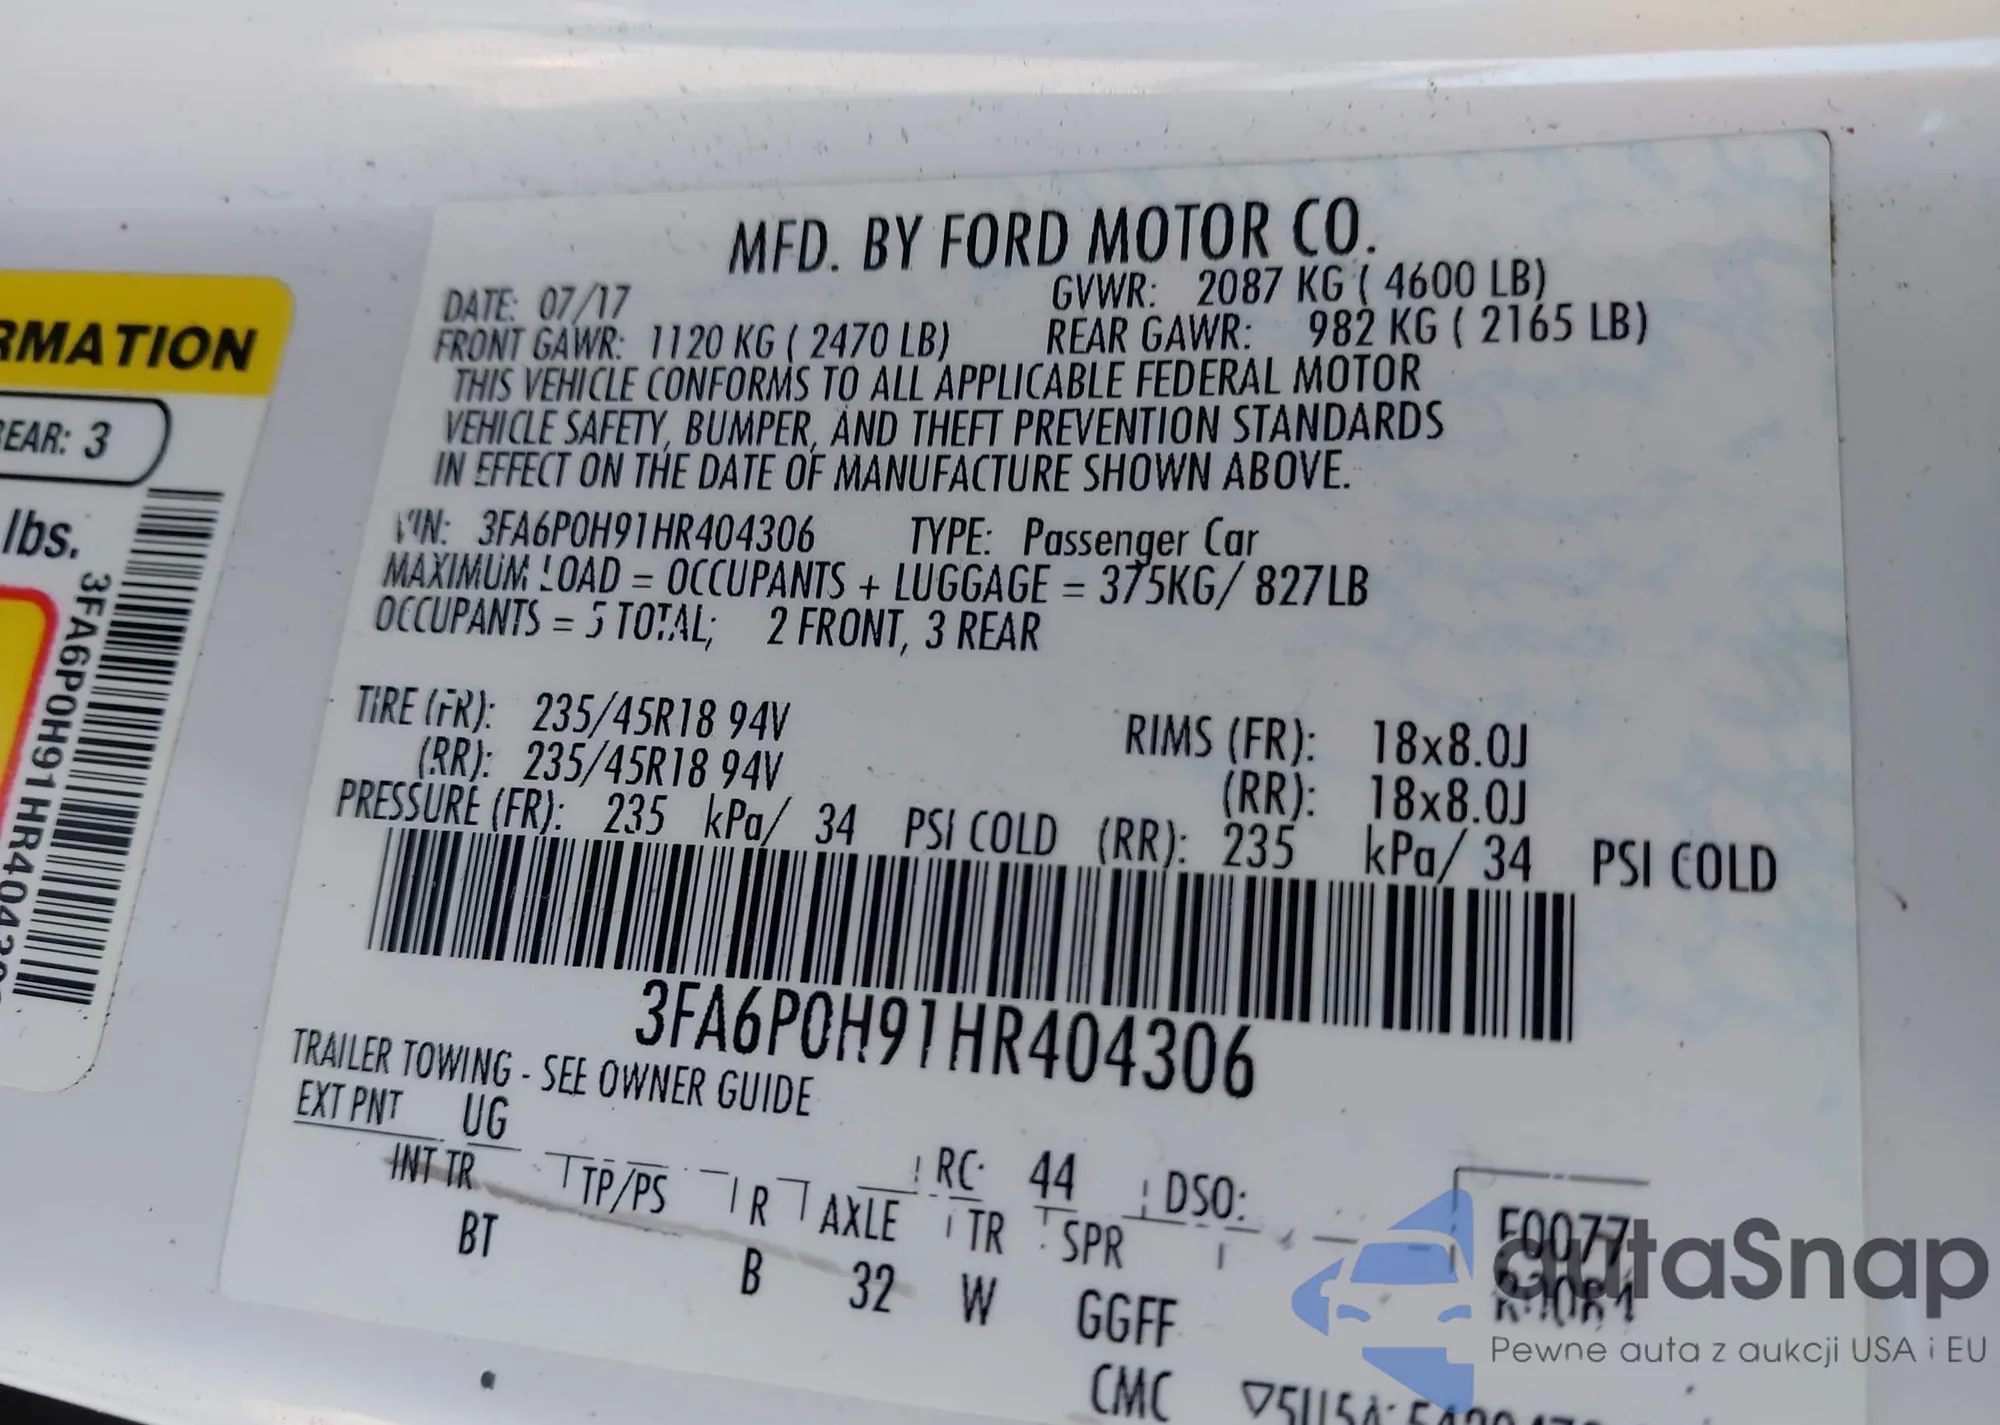 RMATION
REAR: 3
lbs.
3FA6P0H91HR40430
MFD. BY FORD MOTOR CO.
DATE: 07/17 GVWR: 2087 KG ( 4600 LB)
FRONT GAWR: 1120 KG ( 2470 LB) REAR GAWR: 982 KG ( 2165 LB)
THIS VEHICLE CONFORMS TO ALL APPLICABLE FEDERAL MOTOR
VEHICLE SAFETY, BUMPER, AND THEFT PREVENTION STANDARDS
IN EFFECT ON THE DATE OF MANUFACTURE SHOWN ABOVE.
VIN: 3FA6P0H91HR404306 TYPE: Passenger Car
MAXIMUM LOAD = OCCUPANTS + LUGGAGE = 375KG/ 827LB
OCCUPANTS = 5 TOTAL; 2 FRONT, 3 REAR
TIRE (FR): 235/45R18 94V RIMS (FR): 18x8.0J
(RR): 235/45R18 94V (RR): 18x8.0J
PRESSURE (FR): 235 kPa/ 34 PSI COLD (RR): 235 kPa/ 34 PSI COLD
3FA6P0H91HR404306
TRAILER TOWING - SEE OWNER GUIDE
EXT PNT UG RC: 44 DSO:
INT TR TP/PS R AXLE TR SPR
BT B 32 W GGFF
F0077
CMC
autaSnap
Pewne auta z aukcji USA i EU